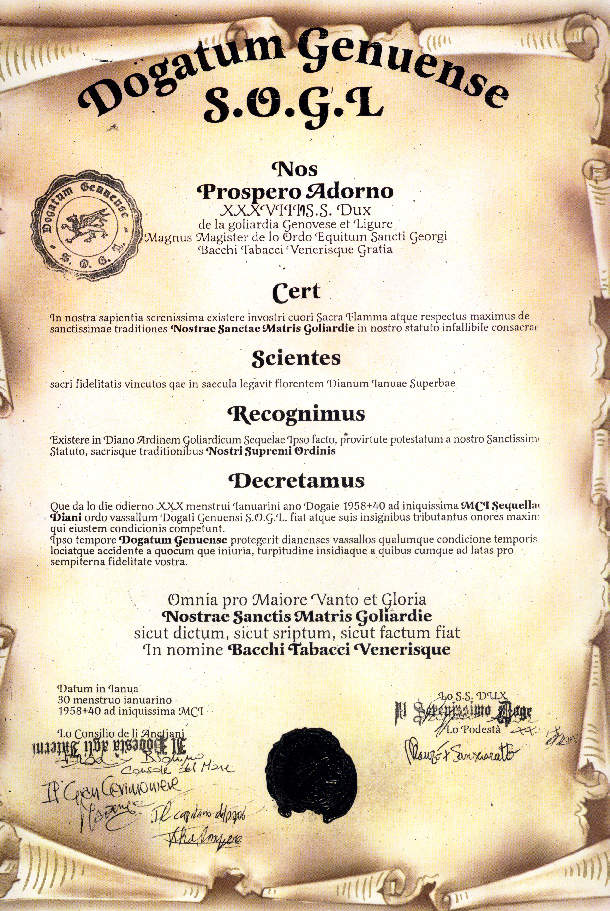 Dogatum Genuense
S.O.G.L
Nos
Prospero Adorno
S.S. Dux
de la goliardia Genovese et Ligure
Magnus Magister de lo Ordo Equitum Sancti Georgi
Bacchi Tabacci Venerisque Gratia
Dogatum Genuense
S.O.G.L.
Cert
In nostra sapientia serenissima existere invostri cuori Sacra Flamma atque respectus maximus de
sanctissimae traditiones Nostrae Sanctae Matris Goliardie in nostro statuto infallibile consacra
Scientes
sacri fidelitatis vincutos qae in saecula legavit florentem Dianum Ianuae Superbae
Recognimus
Existere in Diano Ardinem Goliardicum Sequelae Ipso facto, provirtute potestatum a nostro Sanctissim
Statuto, sacrisque traditionibus Nostri Supremi Ordinis
Decretamus
Que da lo die odierno XXX menstrui Ianuarini ano Dogaie 1958+40 ad iniquissima MCI Sequellae
Diani ordo vassallum Dogati Genuensi S.O.G.L. fiat atque suis insignibus tributantus onores maxim
qui eiustem condicionis competunt.
Ipso tempore Dogatum Genuense protegerit dianenses vassallos qualumque condicione temporis
lociatque accidente a quocum que iniuria, turpitudine insidiaque a quibus cumque ad latas pro
sempiterna fidelitate vostra.
Omnia pro Maiore Vanto et Gloria
Nostrae Sanctis Matris Goliardie
sicut dictum, sicut sriptum, sicut factum fiat
In nomine Bacchi Tabacci Venerisque
Datum in Ianua
30 menstruo ianuarino
1958+40 ad iniquissima MCI
Lo Consilio de li Anziani
Il Podestà agli Interni
Console del Mare
Il Gran Cerimoniere
Il capitano del
Lo S.S. DUX
Il Serenissimo Doge
Lo Podestà